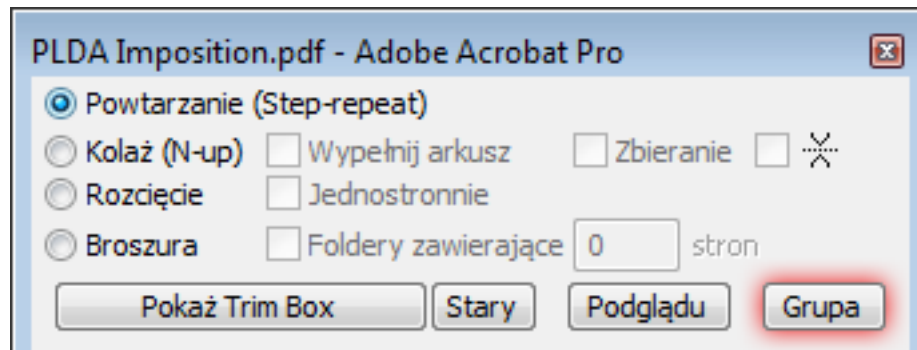 PLDA Imposition.pdf - Adobe Acrobat Pro
Powtarzanie (Step-repeat)
Kolaż (N-up) Wypełnij arkusz Zbieranie
Rozcięcie Jednostronnie
Broszura Foldery zawierające 0 stron
Pokaż Trim Box Stary Podglądu Grupa